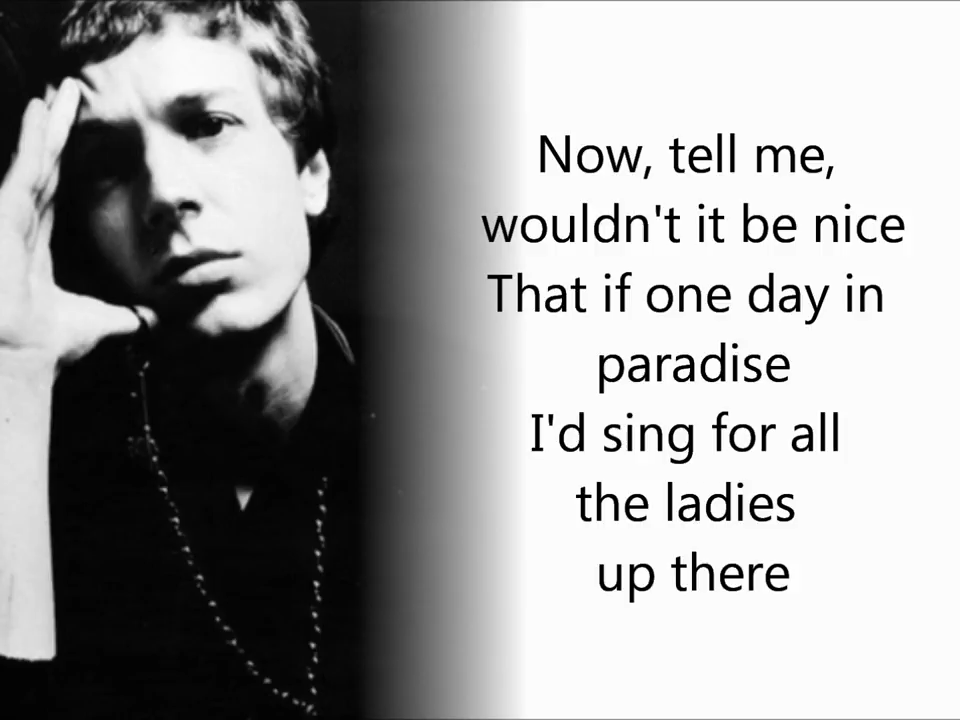 Now, tell me,
wouldn't it be nice
That if one day in
paradise
I'd sing for all
the ladies
up there